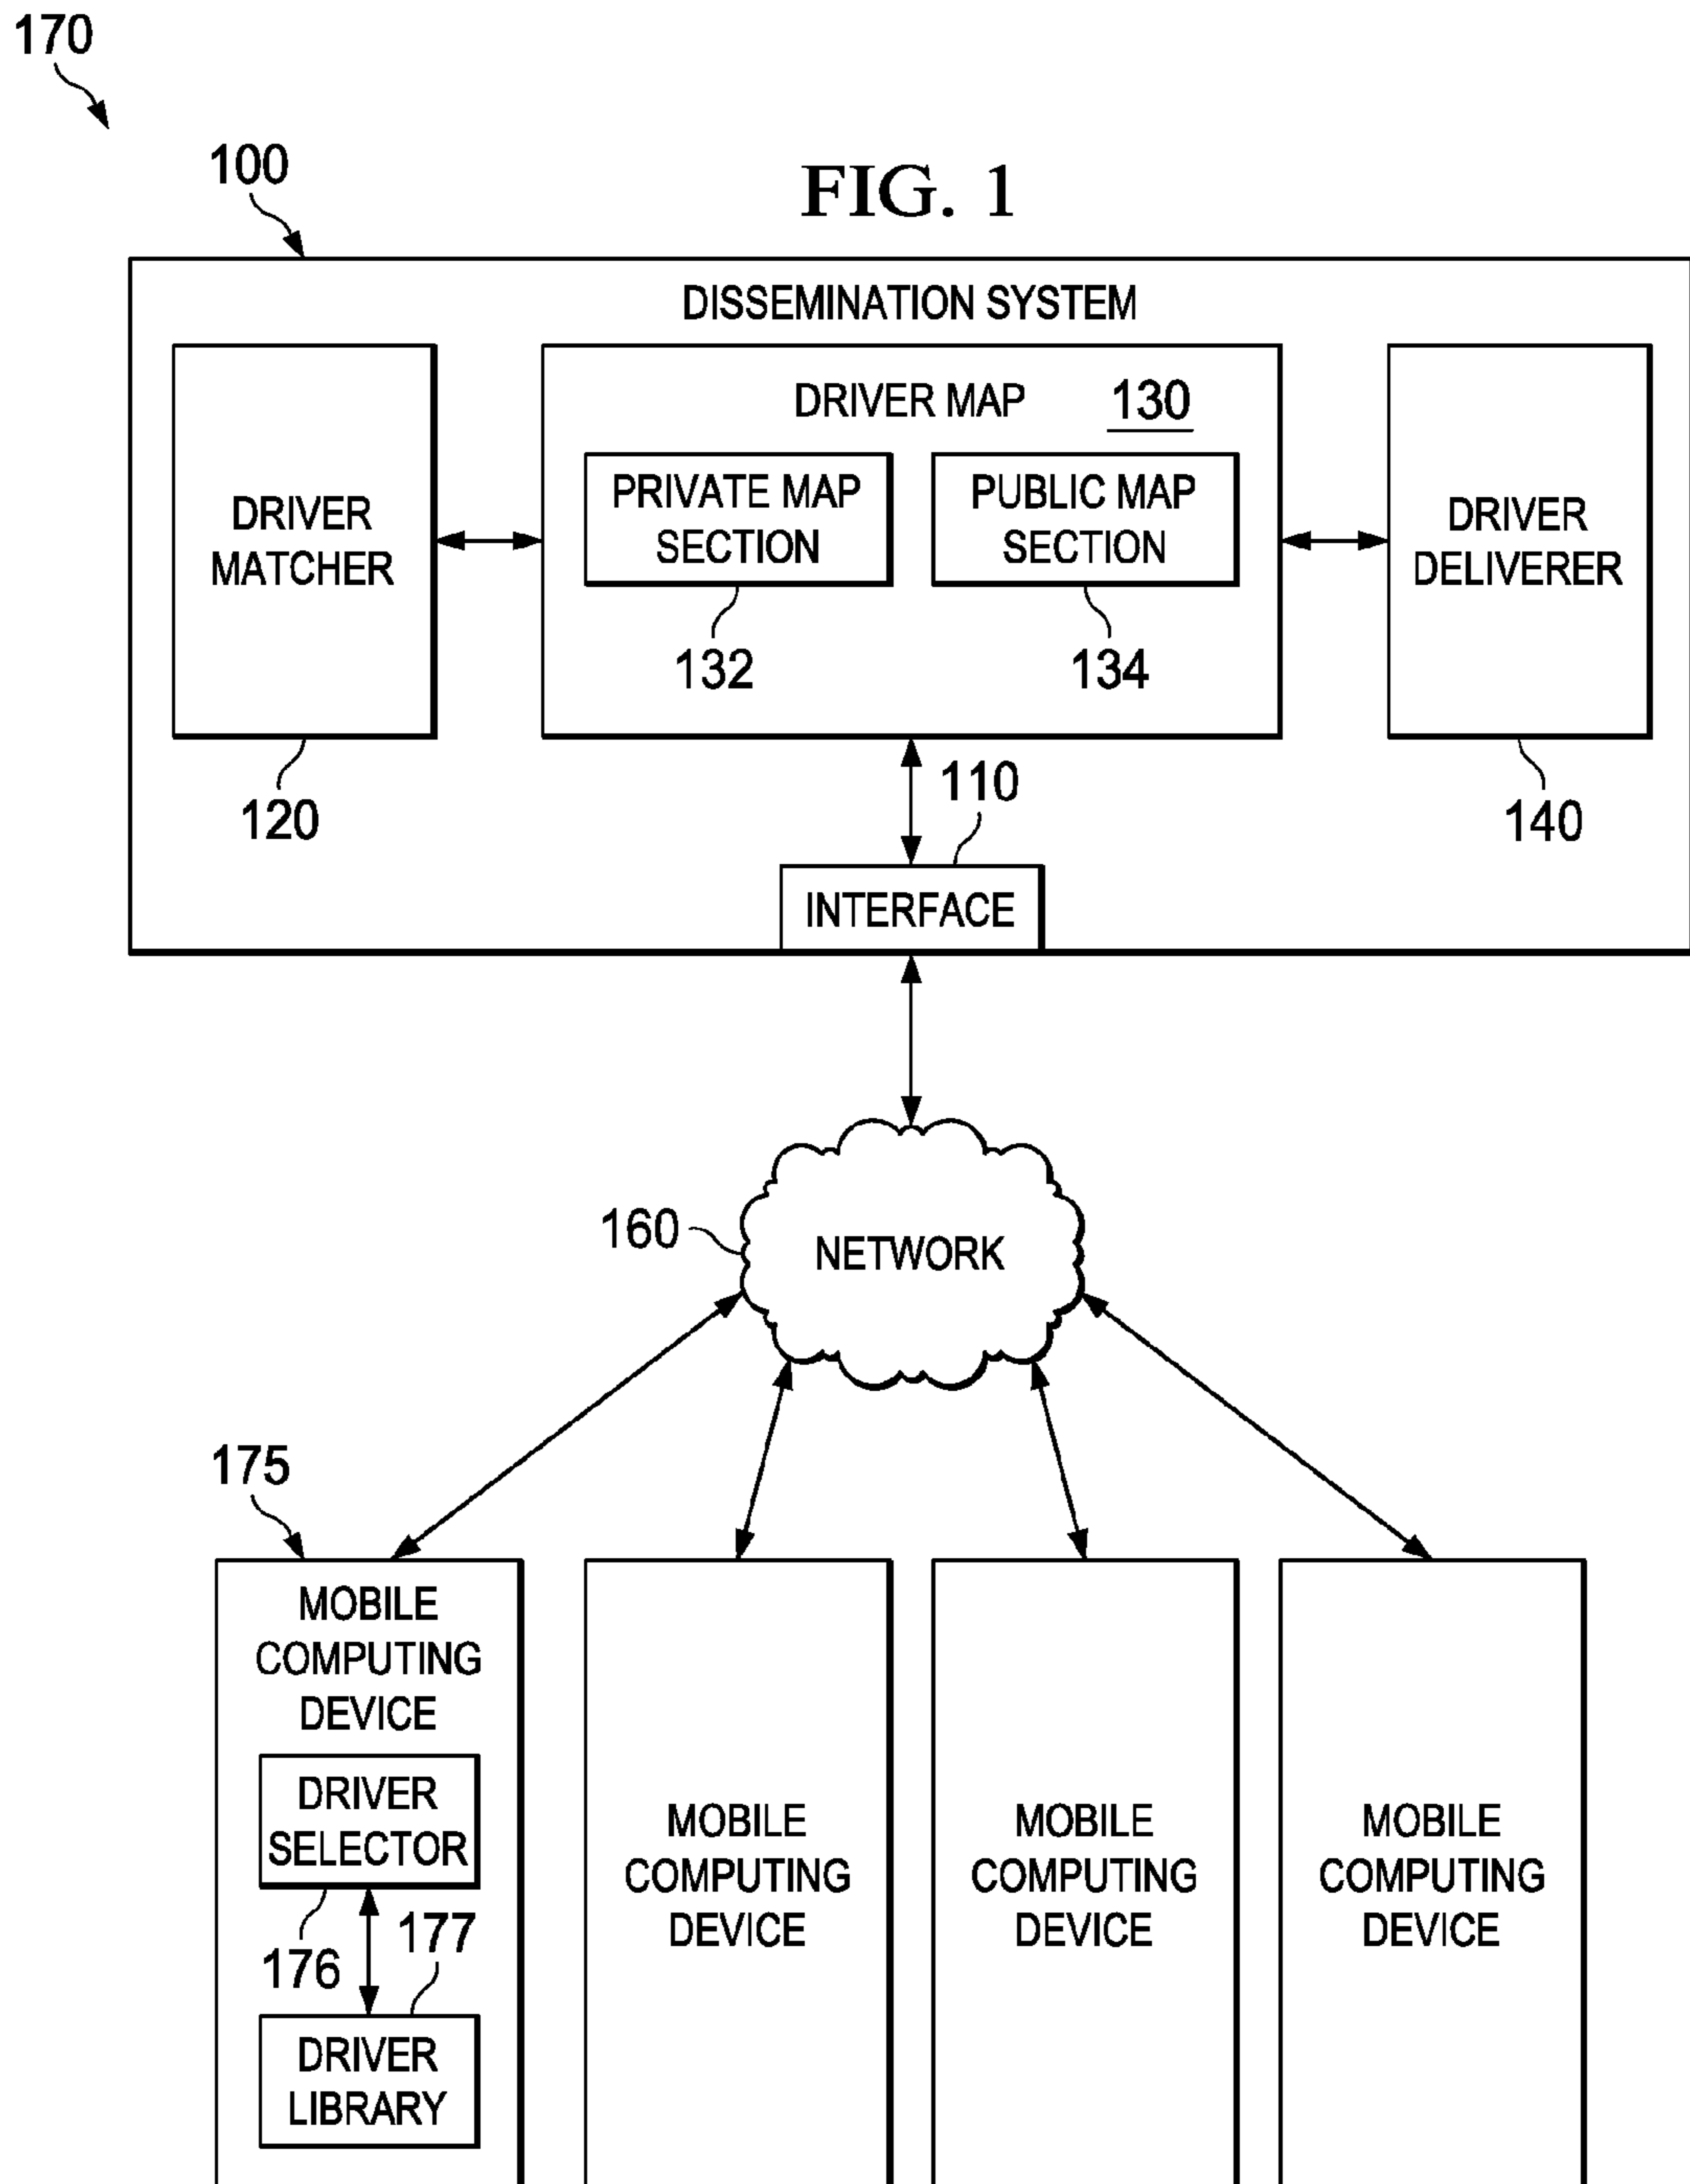 170
100
FIG. 1
DISSEMINATION SYSTEM
DRIVER
MATCHER
120
DRIVER MAP
130
PRIVATE MAP
SECTION
132
PUBLIC MAP
SECTION
134
DRIVER
DELIVERER
140
110
INTERFACE
160
NETWORK
175
MOBILE
COMPUTING
DEVICE
DRIVER
SELECTOR
176
177
DRIVER
LIBRARY
MOBILE
COMPUTING
DEVICE
MOBILE
COMPUTING
DEVICE
MOBILE
COMPUTING
DEVICE